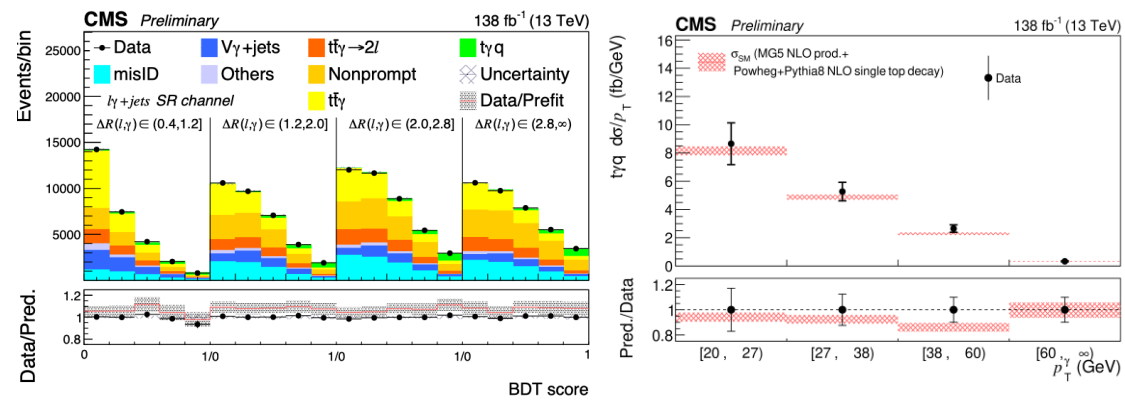 CMS Preliminary 138 fb⁻¹ (13 TeV)
Events/bin
25000
20000
15000
10000
5000
Data
Vγ+jets
tt̄γ→2l
tγq
misID
Others
Nonprompt
Uncertainty
lγ+jets SR channel
tt̄γ
Data/Prefit
ΔR(l,γ)∈(0.4,1.2]
ΔR(l,γ)∈(1.2,2.0]
ΔR(l,γ)∈(2.0,2.8]
ΔR(l,γ)∈(2.8,∞)
Data/Pred.
1.2
1
0.8
0 1/0 1/0 1/0 1
BDT score
CMS Preliminary 138 fb⁻¹ (13 TeV)
tγq dσ/p_T (fb/GeV)
16
14
12
10
8
6
4
2
0
σ_SM (MG5 NLO prod.+
Powheg+Pythia8 NLO single top decay)
Data
Pred./Data
1.2
1
0.8
[20 , 27) [27 , 38) [38 , 60) [60 , ∞)
p_T^γ (GeV)